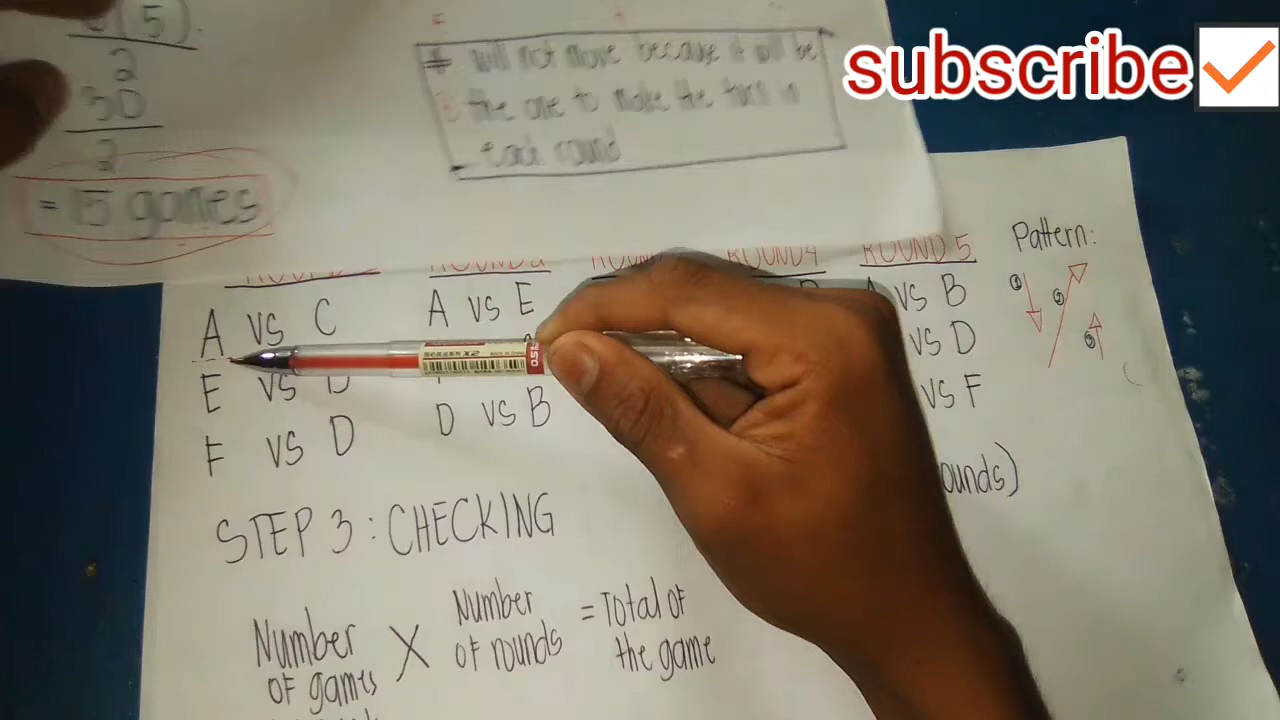 subscribe
(5)
2
30
2
= 15 games
# will not move because it will be
the one to make the turn in
each round
ROUND 4 ROUND 5 Pattern:
A vs C A vs E vs B
E vs vs D
F vs D D vs B vs F
ounds)
STEP 3 : CHECKING
Number of games X Number of rounds = Total of the game